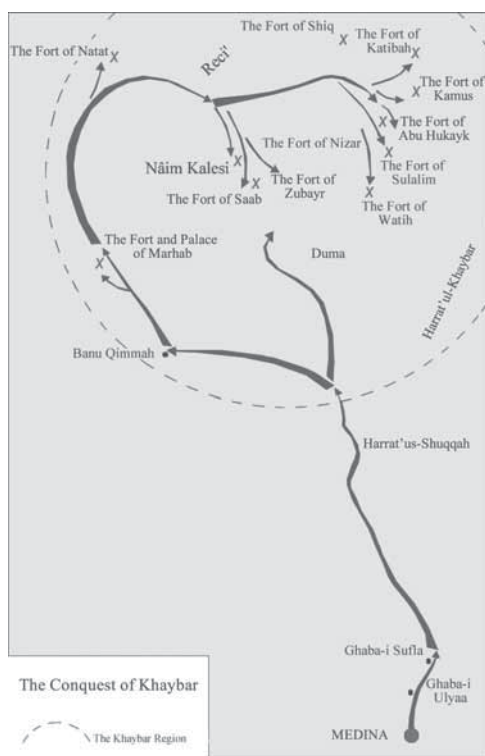 The Fort of Shiq
The Fort of
Katibah
The Fort of Natat
Reci'
The Fort of
Kamus
The Fort of
Abu Hukayk
The Fort of Nizar
Nâim Kalesi
The Fort of
Sulalim
The Fort of
Zubayr
The Fort of Saab
The Fort of
Watih
The Fort and Palace
of Marhab
Duma
Harrat'ul-Khaybar
Banu Qimmah
Harrat'us-Shuqqah
Ghaba-i Sufla
Ghaba-i
Ulyaa
MEDINA
The Conquest of Khaybar
The Khaybar Region